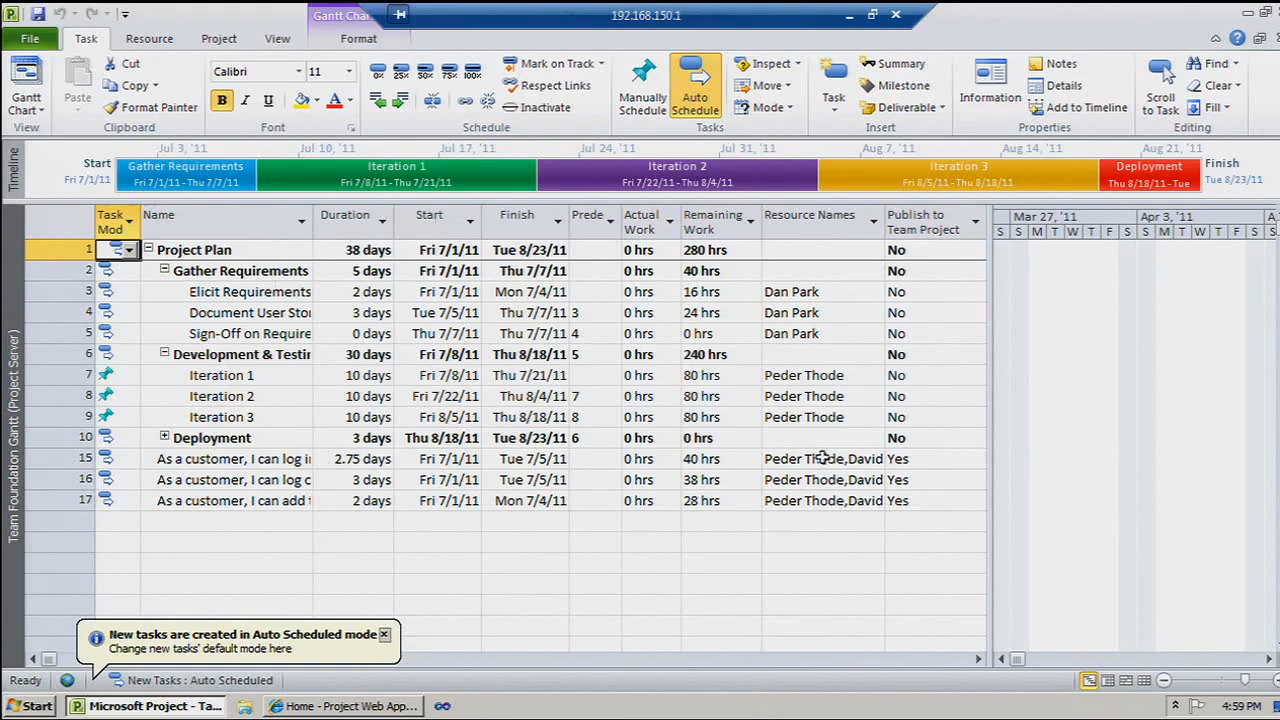 Gantt Char
192.168.150.1
File Task Resource Project View Format
Gantt Chart
View
Paste
Cut
Copy
Format Painter
Clipboard
Calibri 11
B I U A
Font
0% 25% 50% 75% 100%
Mark on Track
Respect Links
Inactivate
Schedule
Manually Schedule
Auto Schedule
Inspect
Move
Mode
Tasks
Task
Summary
Milestone
Deliverable
Insert
Information
Notes
Details
Add to Timeline
Properties
Scroll to Task
Find
Clear
Fill
Editing
Timeline
Jul 3, '11 Jul 10, '11 Jul 17, '11 Jul 24, '11 Jul 31, '11 Aug 7, '11 Aug 14, '11 Aug 21, '11
Start
Fri 7/1/11
Gather Requirements
Fri 7/1/11 - Thu 7/7/11
Iteration 1
Fri 7/8/11 - Thu 7/21/11
Iteration 2
Fri 7/22/11 - Thu 8/4/11
Iteration 3
Fri 8/5/11 - Thu 8/18/11
Deployment
Thu 8/18/11 - Tue
Finish
Tue 8/23/11
Team Foundation Gantt (Project Server)
Task Mod Name Duration Start Finish Prede Actual Work Remaining Work Resource Names Publish to Team Project
Mar 27, '11 Apr 3, '11 A
S S M T W T F S S M T W T F S S
1 Project Plan 38 days Fri 7/1/11 Tue 8/23/11 0 hrs 280 hrs No
2 Gather Requirements 5 days Fri 7/1/11 Thu 7/7/11 0 hrs 40 hrs No
3 Elicit Requirements 2 days Fri 7/1/11 Mon 7/4/11 0 hrs 16 hrs Dan Park No
4 Document User Stor 3 days Tue 7/5/11 Thu 7/7/11 3 0 hrs 24 hrs Dan Park No
5 Sign-Off on Require 0 days Thu 7/7/11 Thu 7/7/11 4 0 hrs 0 hrs Dan Park No
6 Development & Testin 30 days Fri 7/8/11 Thu 8/18/11 5 0 hrs 240 hrs No
7 Iteration 1 10 days Fri 7/8/11 Thu 7/21/11 0 hrs 80 hrs Peder Thode No
8 Iteration 2 10 days Fri 7/22/11 Thu 8/4/11 7 0 hrs 80 hrs Peder Thode No
9 Iteration 3 10 days Fri 8/5/11 Thu 8/18/11 8 0 hrs 80 hrs Peder Thode No
10 Deployment 3 days Thu 8/18/11 Tue 8/23/11 6 0 hrs 0 hrs No
15 As a customer, I can log in 2.75 days Fri 7/1/11 Tue 7/5/11 0 hrs 40 hrs Peder Thode,David Yes
16 As a customer, I can log c 3 days Fri 7/1/11 Tue 7/5/11 0 hrs 38 hrs Peder Thode,David Yes
17 As a customer, I can add t 2 days Fri 7/1/11 Mon 7/4/11 0 hrs 28 hrs Peder Thode,David Yes
New tasks are created in Auto Scheduled mode
Change new tasks' default mode here
Ready New Tasks : Auto Scheduled
Start Microsoft Project - Ta... Home - Project Web App... 4:59 PM